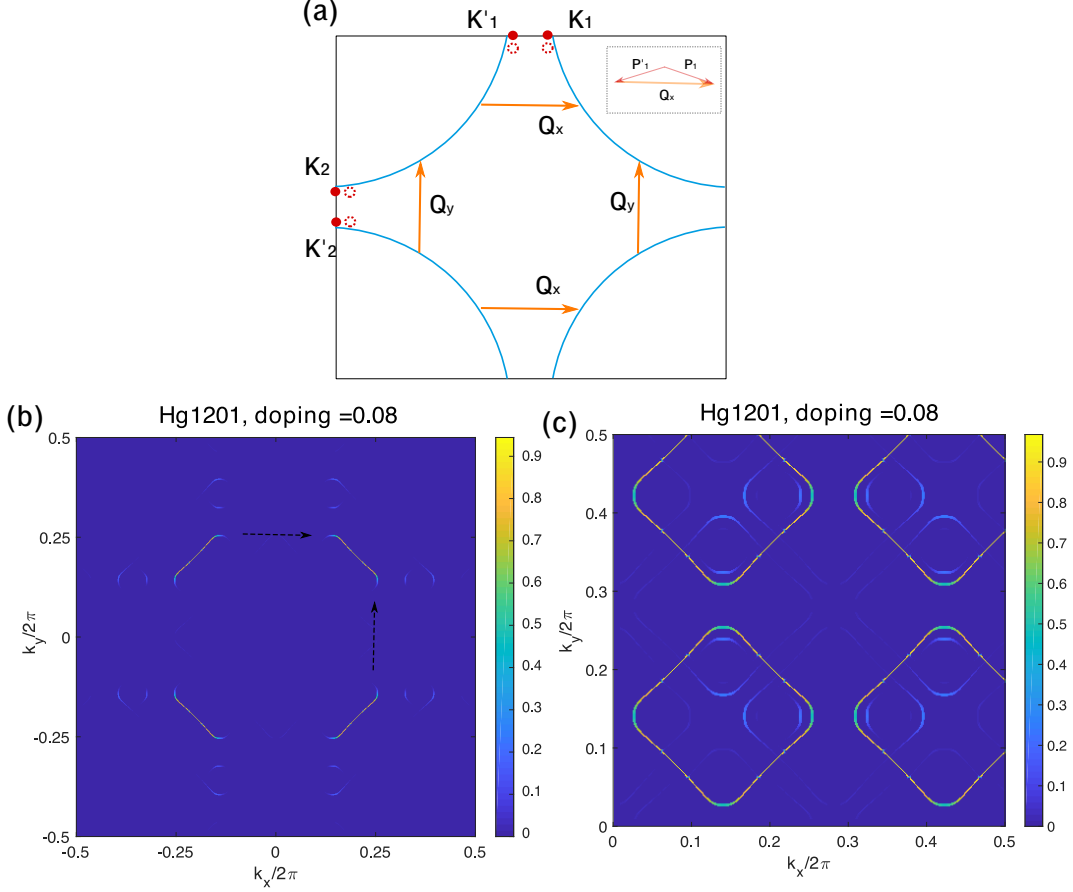 (a)
K'1 K1
P'1 P1
Qx
Qx
K2
Qy Qy
K'2
Qx
(b) Hg1201, doping =0.08
0.5
0.25
0
-0.25
-0.5
ky/2π
-0.5 -0.25 0 0.25 0.5
kx/2π
0.9
0.8
0.7
0.6
0.5
0.4
0.3
0.2
0.1
0
(c) Hg1201, doping =0.08
0.5
0.4
0.3
0.2
0.1
0
ky/2π
0 0.1 0.2 0.3 0.4 0.5
kx/2π
0.9
0.8
0.7
0.6
0.5
0.4
0.3
0.2
0.1
0